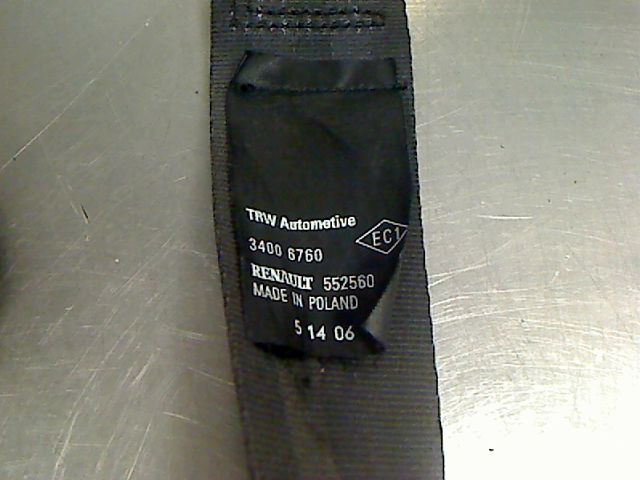 TRW Automotive
EC1
3400 6760
RENAULT 552560
MADE IN POLAND
5 14 06